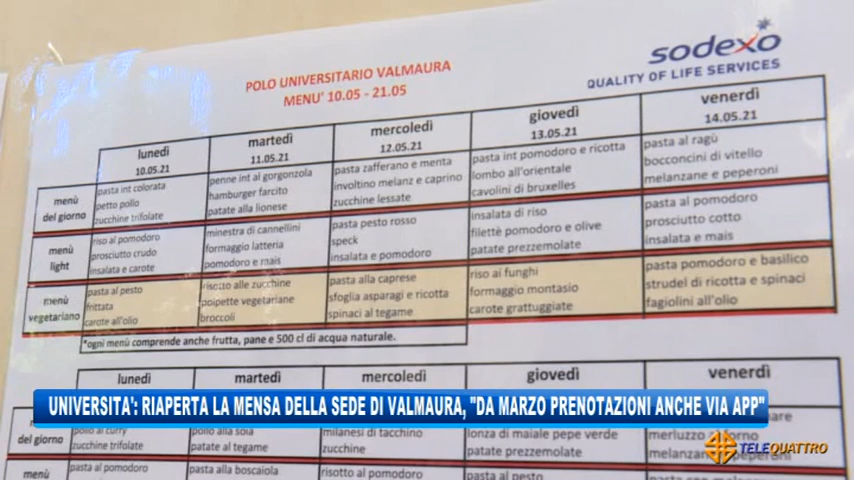 sodexo
QUALITY OF LIFE SERVICES
POLO UNIVERSITARIO VALMAURA
MENU' 10.05 - 21.05
lunedì martedì mercoledì giovedì venerdì
10.05.21 11.05.21 12.05.21 13.05.21 14.05.21
menù del giorno
pasta int colorata
petto pollo
zucchine trifolate
penne int al gorgonzola
hamburger farcito
patate alla lionese
pasta zafferano e menta
involtino melanz e caprino
zucchine lessate
pasta int pomodoro e ricotta
lombo all'orientale
cavolini di bruxelles
pasta al ragù
bocconcini di vitello
melanzane e peperoni
menù light
riso al pomodoro
prosciutto crudo
insalata e carote
minestra di cannellini
formaggio latteria
pomodoro e mais
pasta pesto rosso
speck
insalata e pomodoro
insalata di riso
filettè pomodoro e olive
patate prezzemolate
pasta al pomodoro
prosciutto cotto
insalata e mais
menù vegetariano
pasta al pesto
frittata
carote all'olio
risotto alle zucchine
polpette vegetariane
broccoli
pasta alla caprese
sfoglia asparagi e ricotta
spinaci al tegame
riso ai funghi
formaggio montasio
carote grattuggiate
pasta pomodoro e basilico
strudel di ricotta e spinaci
fagiolini all'olio
*ogni menù comprende anche frutta, pane e 500 cl di acqua naturale.
lunedì martedì mercoledì giovedì venerdì
UNIVERSITA': RIAPERTA LA MENSA DELLA SEDE DI VALMAURA, "DA MARZO PRENOTAZIONI ANCHE VIA APP"
del giorno
pollo al curry
zucchine trifolate
pollo alla soia
patate al tegame
milanesi di tacchino
zucchine
lonza di maiale pepe verde
patate prezzemolate
merluzzo al forno
melanzane e peperoni
TELEQUATTRO
menù
pasta al pomodoro
pasta alla boscaiola
risotto al pomodoro
pasta al pesto